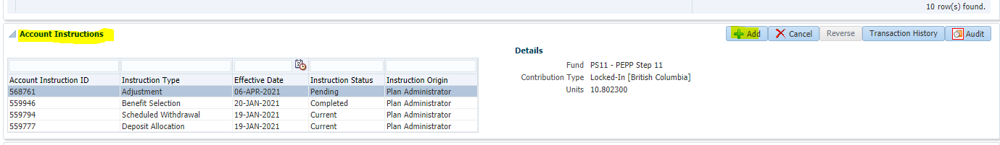 10 row(s) found.
Account Instructions
Add Cancel Reverse Transaction History Audit
Details
Fund PS11 - PEPP Step 11
Contribution Type Locked-In [British Columbia]
Units 10.802300
Account Instruction ID Instruction Type Effective Date Instruction Status Instruction Origin
568761 Adjustment 06-APR-2021 Pending Plan Administrator
559946 Benefit Selection 20-JAN-2021 Completed Plan Administrator
559794 Scheduled Withdrawal 19-JAN-2021 Current Plan Administrator
559777 Deposit Allocation 19-JAN-2021 Current Plan Administrator